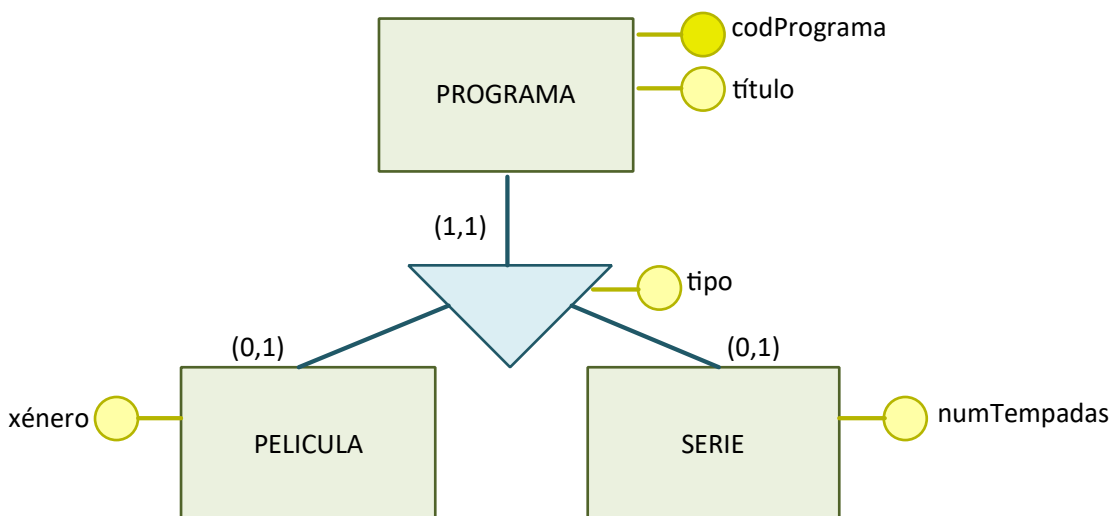 codPrograma
PROGRAMA
título
(1,1)
tipo
(0,1)
(0,1)
xénero
PELICULA
SERIE
numTempadas